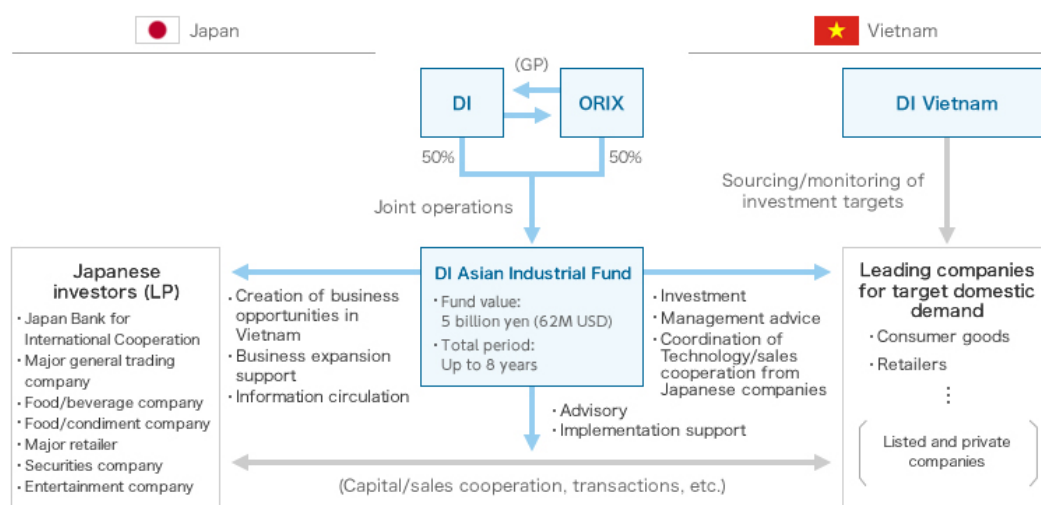 Japan
Vietnam
(GP)
DI
ORIX
DI Vietnam
50%
50%
Joint operations
Sourcing/monitoring of
investment targets
Japanese
investors (LP)
・Japan Bank for
International Cooperation
・Major general trading
company
・Food/beverage company
・Food/condiment company
・Major retailer
・Securities company
・Entertainment company
・Creation of business
opportunities in
Vietnam
・Business expansion
support
・Information circulation
DI Asian Industrial Fund
・Fund value:
5 billion yen (62M USD)
・Total period:
Up to 8 years
・Investment
・Management advice
・Coordination of
Technology/sales
cooperation from
Japanese companies
Leading companies
for target domestic
demand
・Consumer goods
・Retailers
⋮
Listed and private
companies
・Advisory
・Implementation support
(Capital/sales cooperation, transactions, etc.)